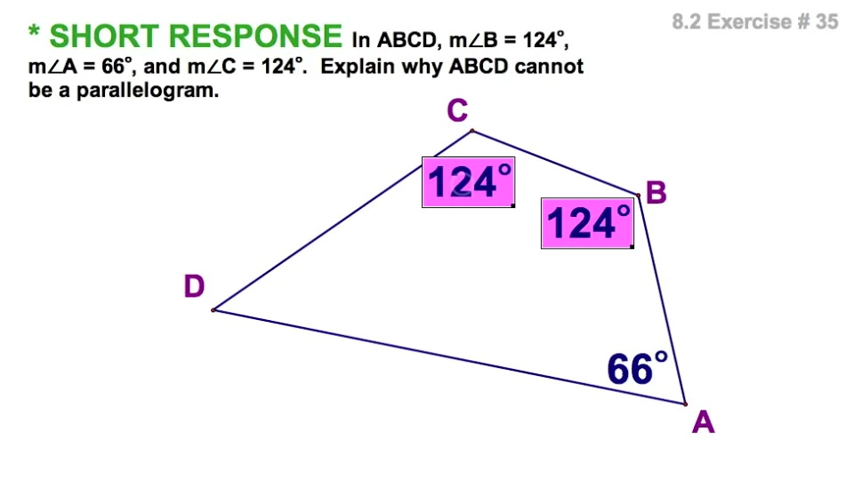 8.2 Exercise # 35
* SHORT RESPONSE In ABCD, m∠B = 124°,
m∠A = 66°, and m∠C = 124°. Explain why ABCD cannot
be a parallelogram.
C
124°
B
124°
D
66°
A